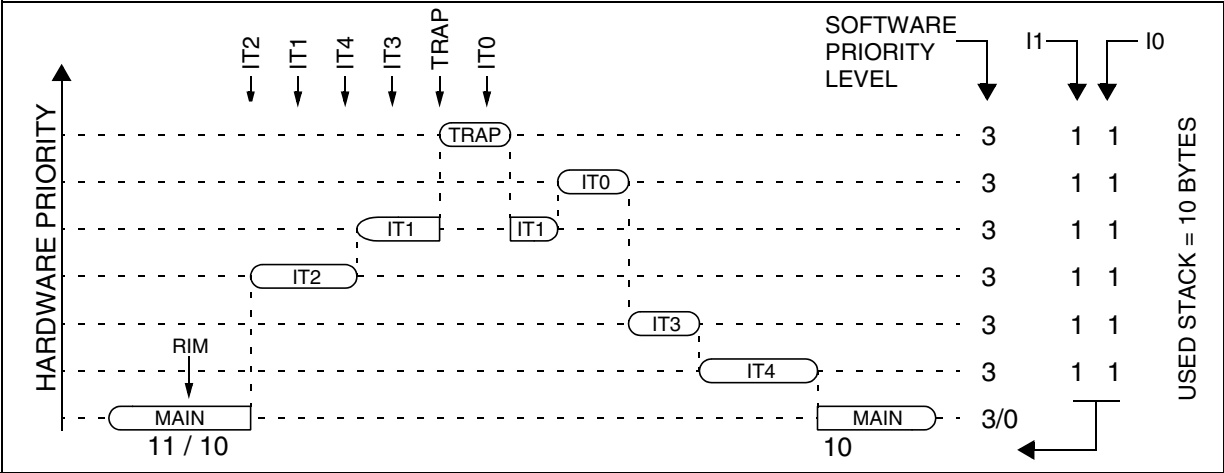 IT2
IT1
IT4
IT3
TRAP
IT0
SOFTWARE
PRIORITY
LEVEL
I1
I0
HARDWARE PRIORITY
TRAP
3
1 1
IT0
3
1 1
IT1
IT1
3
1 1
IT2
3
1 1
IT3
3
1 1
RIM
IT4
3
1 1
MAIN
MAIN
3/0
11 / 10
10
USED STACK = 10 BYTES